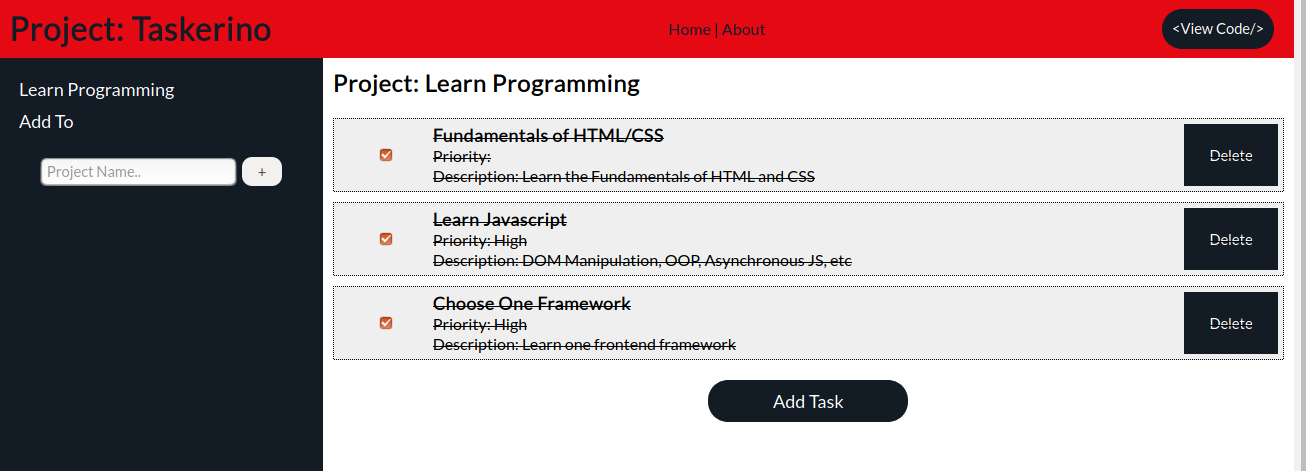 Project: Taskerino
Home | About
<View Code/>
Learn Programming
Add To
Project Name..
+
Project: Learn Programming
Fundamentals of HTML/CSS
Priority:
Description: Learn the Fundamentals of HTML and CSS
Delete
Learn Javascript
Priority: High
Description: DOM Manipulation, OOP, Asynchronous JS, etc
Delete
Choose One Framework
Priority: High
Description: Learn one frontend framework
Delete
Add Task